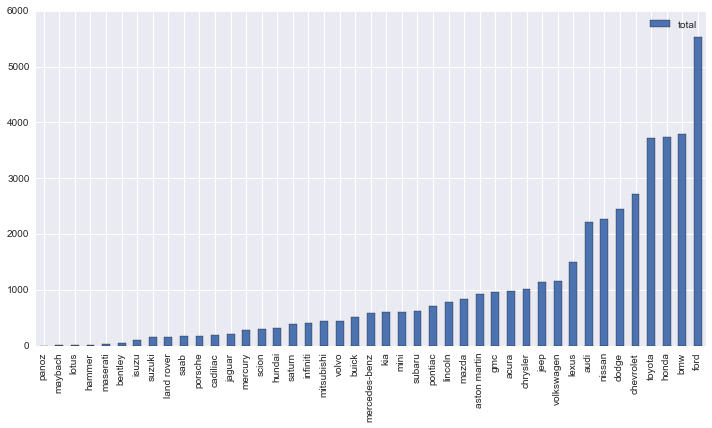 6000
5000
4000
3000
2000
1000
0
total
panoz
maybach
lotus
hammer
maserati
bentley
isuzu
suzuki
land rover
saab
porsche
cadiliac
jaguar
mercury
scion
hundai
saturn
infiniti
mitsubishi
volvo
buick
mercedes-benz
kia
mini
subaru
pontiac
lincoln
mazda
aston martin
gmc
acura
chrysler
jeep
volkswagen
lexus
audi
nissan
dodge
chevrolet
toyota
honda
bmw
ford